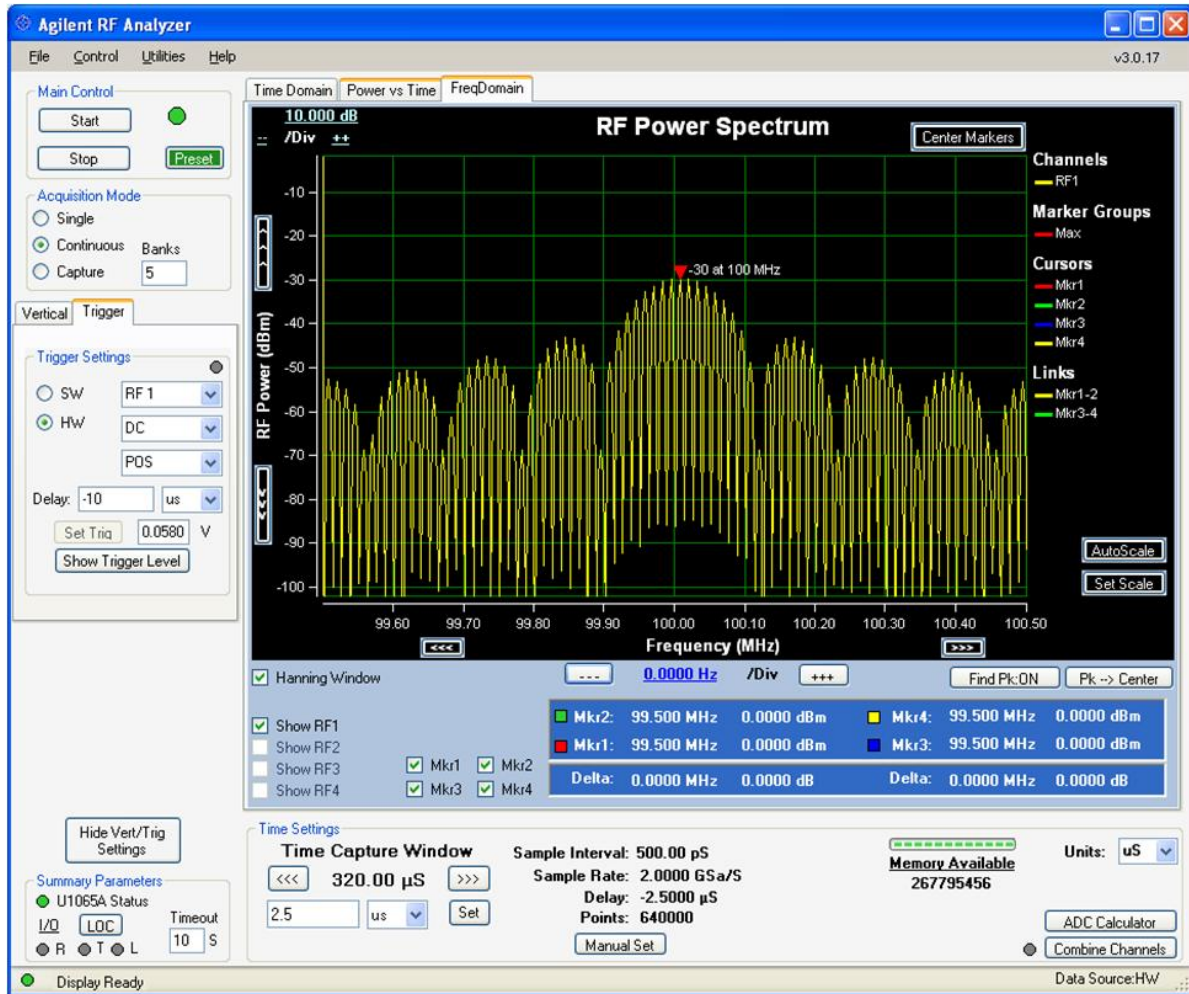 Agilent RF Analyzer
File Control Utilities Help
v3.0.17
Main Control
Start
Stop
Preset
Acquisition Mode
Single
Continuous
Banks
Capture
5
Vertical
Trigger
Trigger Settings
SW
RF 1
HW
DC
POS
Delay: -10 us
Set Trig 0.0580 V
Show Trigger Level
Time Domain
Power vs Time
FreqDomain
10.000 dB
-- /Div ++
RF Power Spectrum
Center Markers
Channels
RF1
Marker Groups
Max
Cursors
Mkr1
Mkr2
Mkr3
Mkr4
Links
Mkr1-2
Mkr3-4
RF Power (dBm)
-10
-20
-30
-40
-50
-60
-70
-80
-90
-100
-30 at 100 MHz
AutoScale
Set Scale
99.60 99.70 99.80 99.90 100.00 100.10 100.20 100.30 100.40 100.50
<<<
Frequency (MHz)
>>>
Hanning Window
--- 0.0000 Hz /Div +++
Find Pk:ON
Pk --> Center
Show RF1
Show RF2
Show RF3
Show RF4
Mkr1 Mkr2
Mkr3 Mkr4
Mkr2: 99.500 MHz 0.0000 dBm
Mkr4: 99.500 MHz 0.0000 dBm
Mkr1: 99.500 MHz 0.0000 dBm
Mkr3: 99.500 MHz 0.0000 dBm
Delta: 0.0000 MHz 0.0000 dB
Delta: 0.0000 MHz 0.0000 dB
Hide Vert/Trig
Settings
Summary Parameters
U1065A Status
I/O LOC
Timeout
R T L
10 S
Time Settings
Time Capture Window
<<< 320.00 µS >>>
2.5 us Set
Sample Interval: 500.00 pS
Sample Rate: 2.0000 GSa/S
Delay: -2.5000 µS
Points: 640000
Manual Set
Memory Available
267795456
Units: uS
ADC Calculator
Combine Channels
Display Ready
Data Source:HW